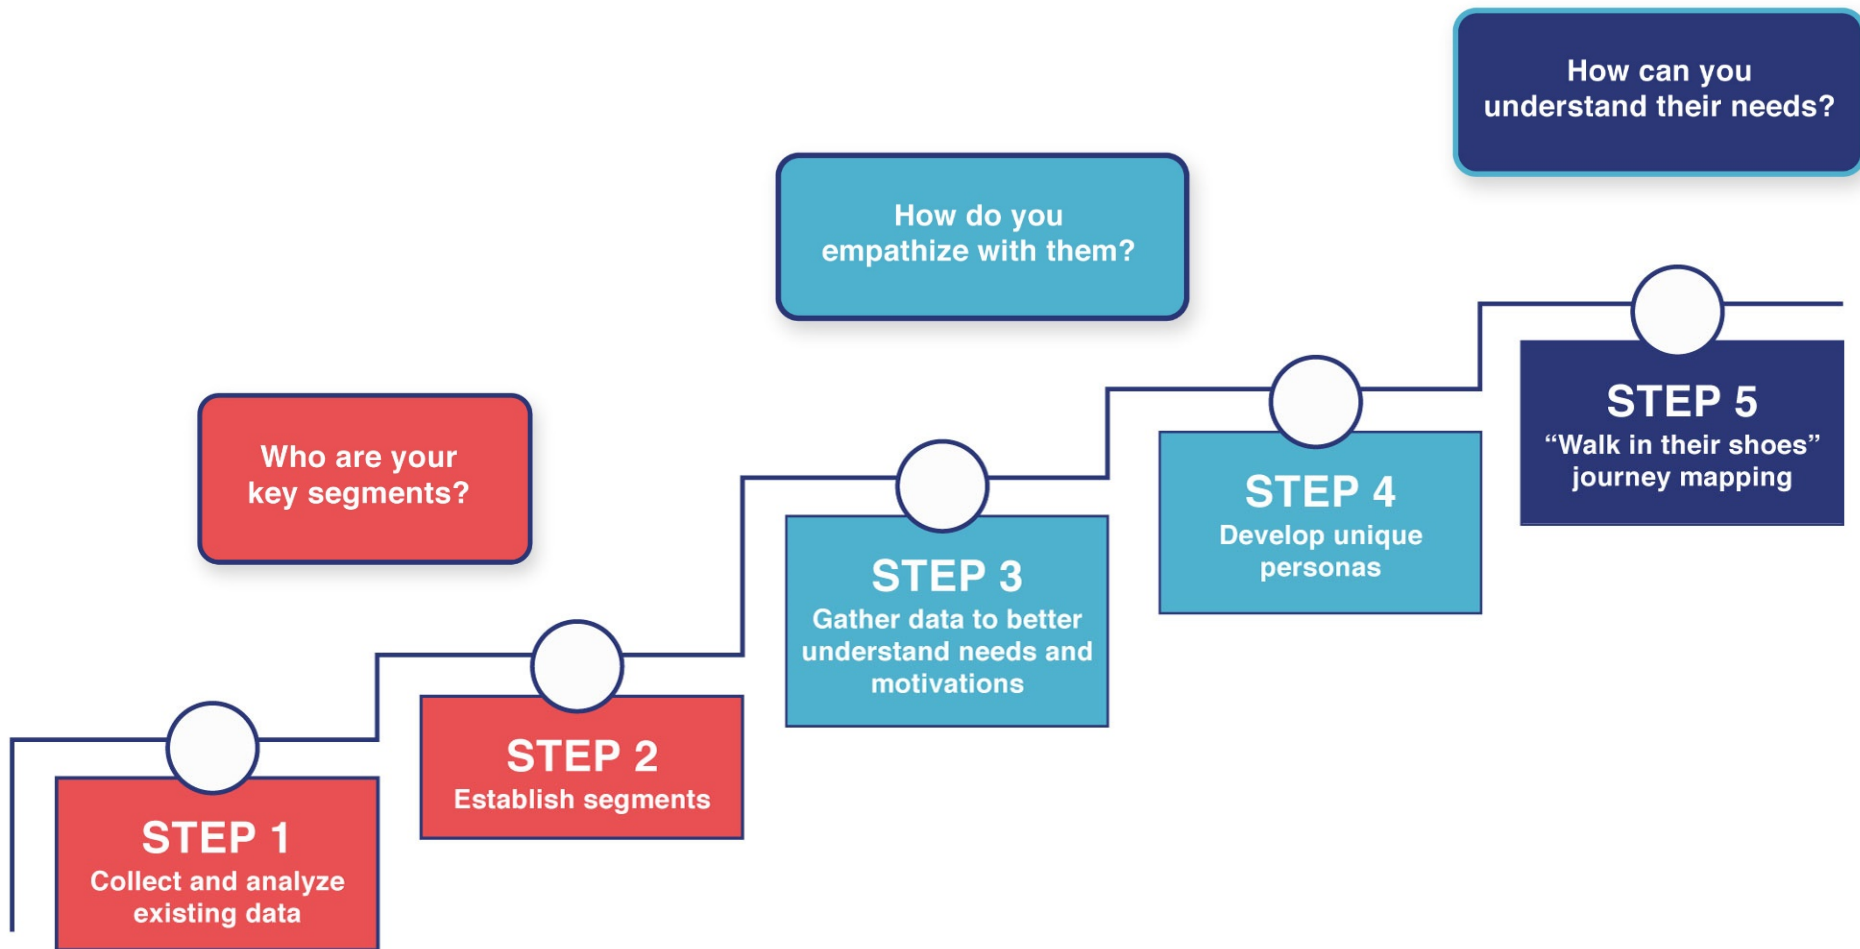 How can you
understand their needs?
How do you
empathize with them?
Who are your
key segments?
STEP 1
Collect and analyze
existing data
STEP 2
Establish segments
STEP 3
Gather data to better
understand needs and
motivations
STEP 4
Develop unique
personas
STEP 5
“Walk in their shoes”
journey mapping